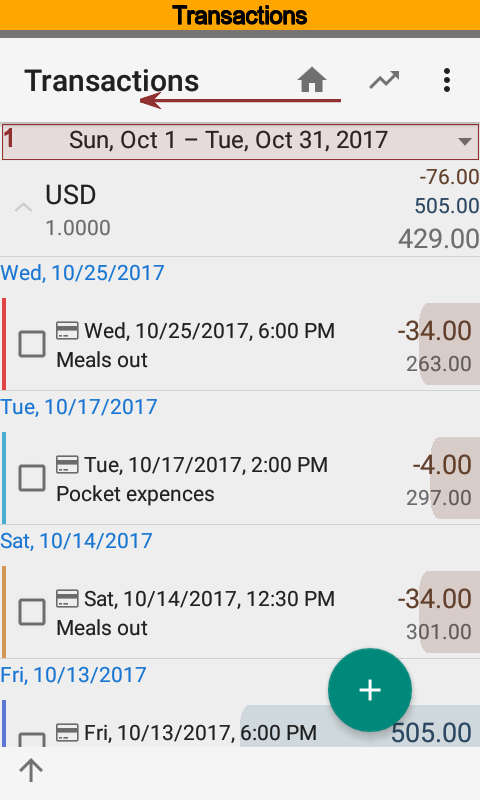 Transactions
Transactions
1 Sun, Oct 1 – Tue, Oct 31, 2017
USD
-76.00
505.00
1.0000
429.00
Wed, 10/25/2017
Wed, 10/25/2017, 6:00 PM -34.00
Meals out 263.00
Tue, 10/17/2017
Tue, 10/17/2017, 2:00 PM -4.00
Pocket expences 297.00
Sat, 10/14/2017
Sat, 10/14/2017, 12:30 PM -34.00
Meals out 301.00
Fri, 10/13/2017
+
Fri, 10/13/2017, 6:00 PM 505.00